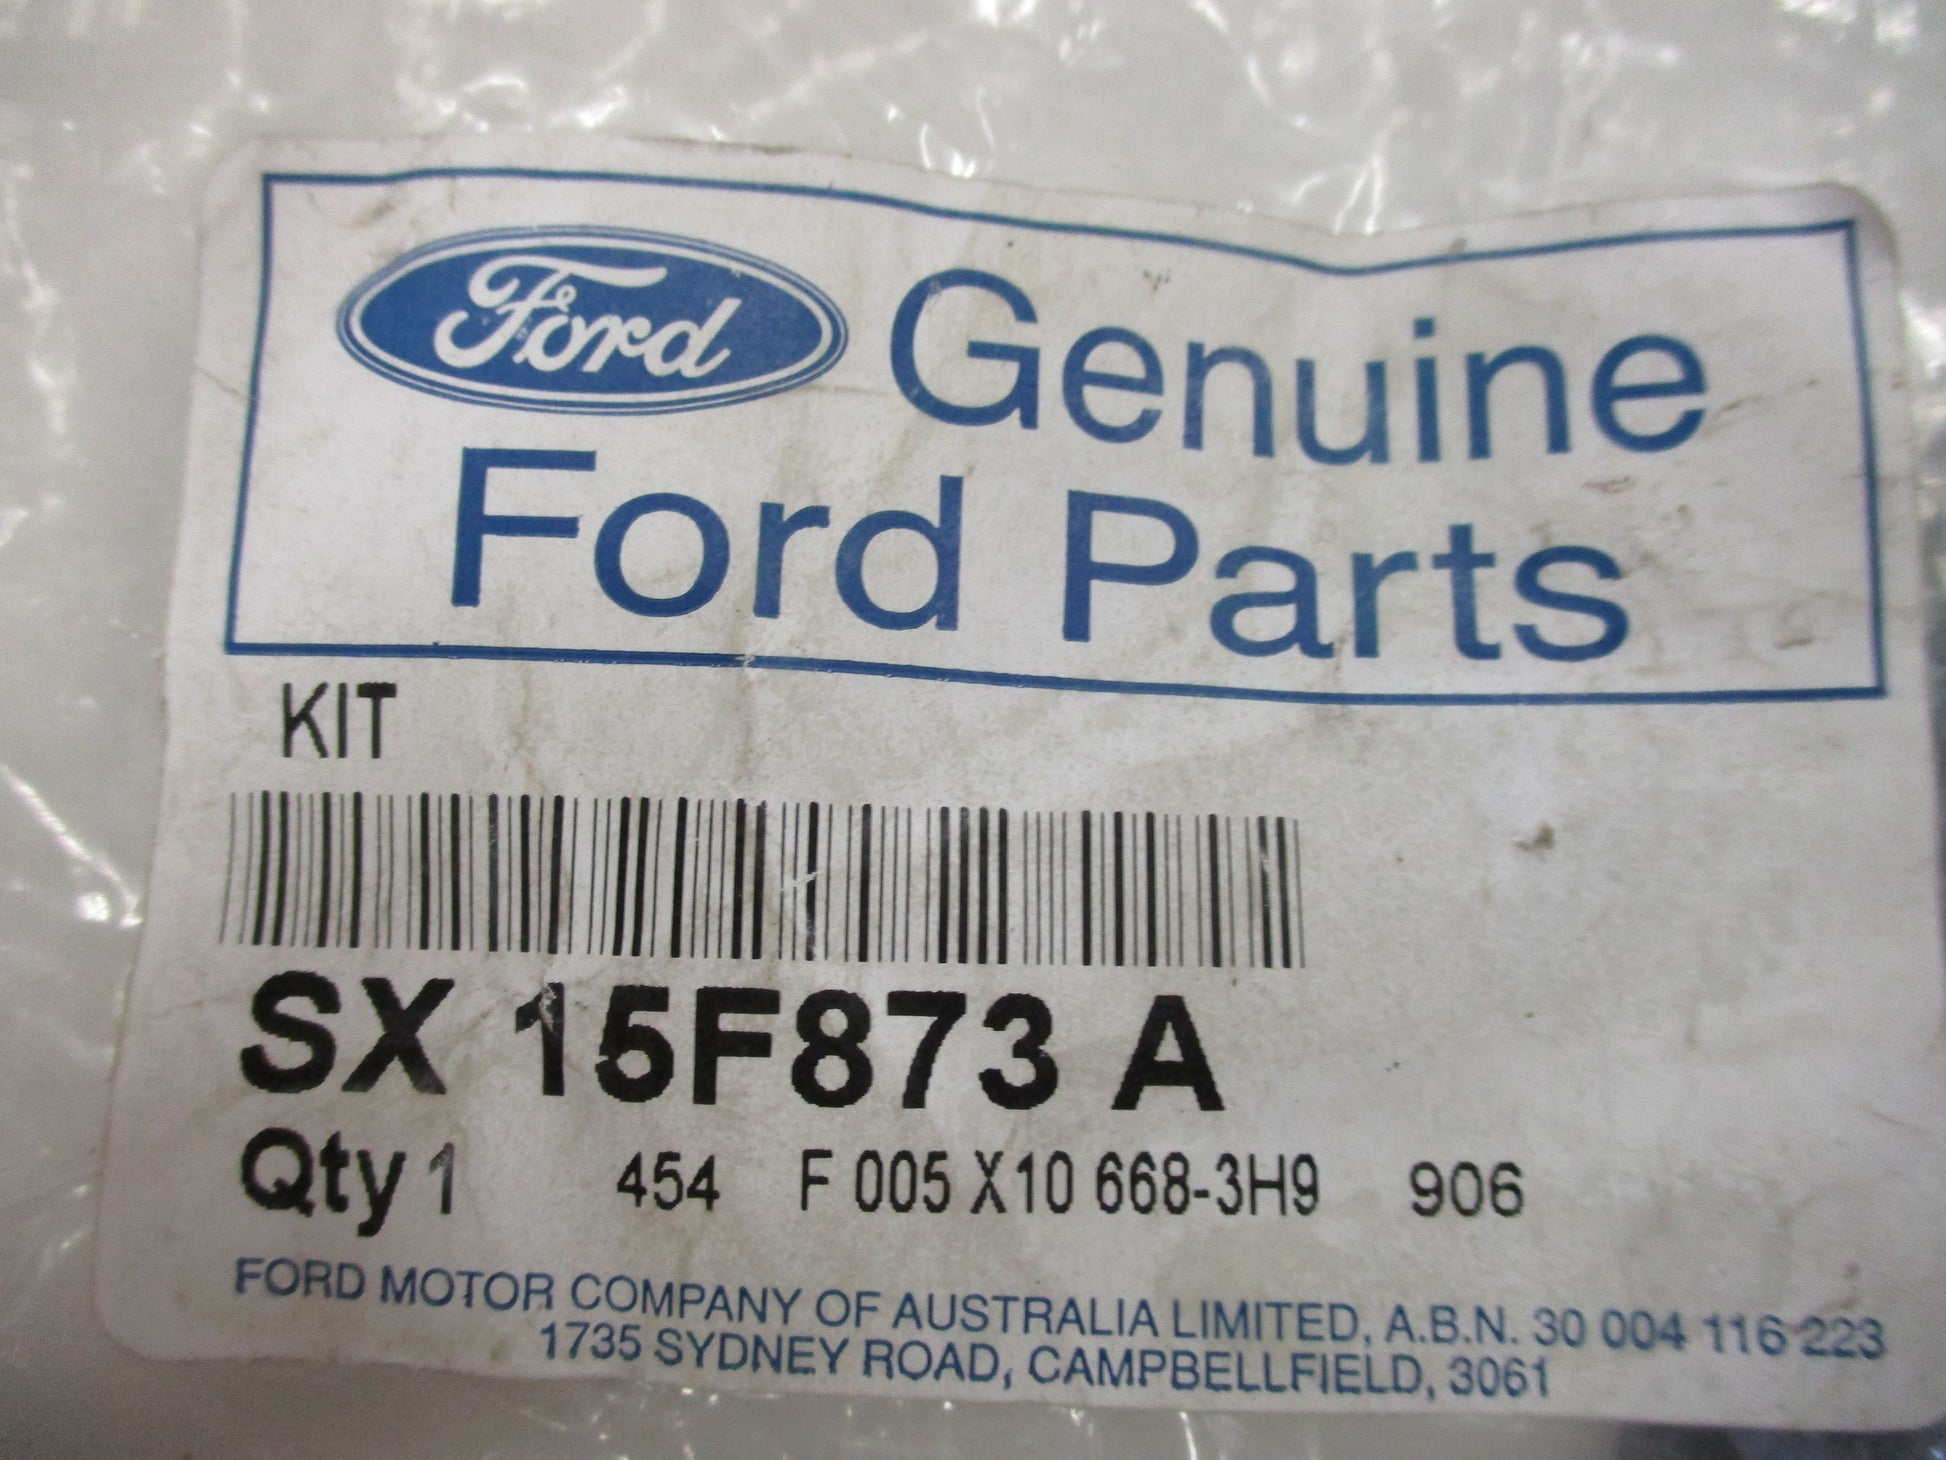 Ford Genuine
Ford Parts
KIT
SX 15F873 A
Qty 1 454 F 005 X10 668-3H9 906
FORD MOTOR COMPANY OF AUSTRALIA LIMITED, A.B.N. 30 004 116 223
1735 SYDNEY ROAD, CAMPBELLFIELD, 3061